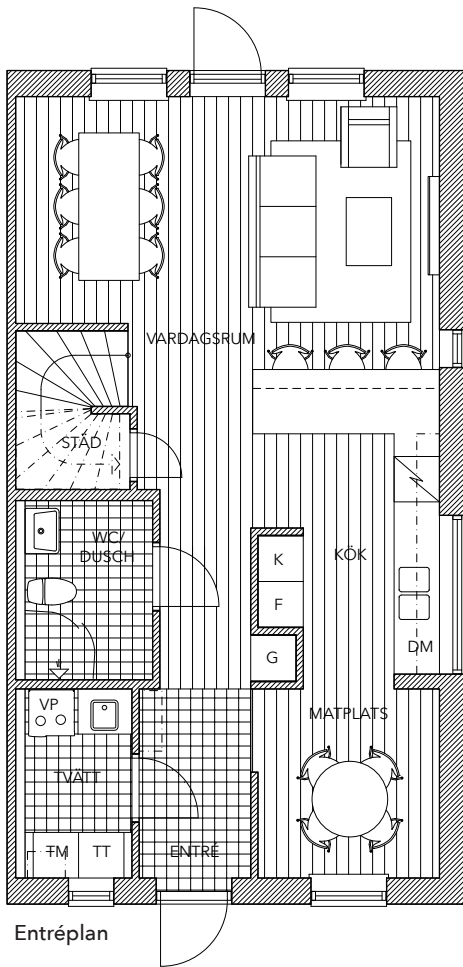 VARDAGSRUM
STÄD
WC/
DUSCH
K
KÖK
F
G
DM
VP
MATPLATS
TVÄTT
TM
TT
ENTRÉ
Entréplan